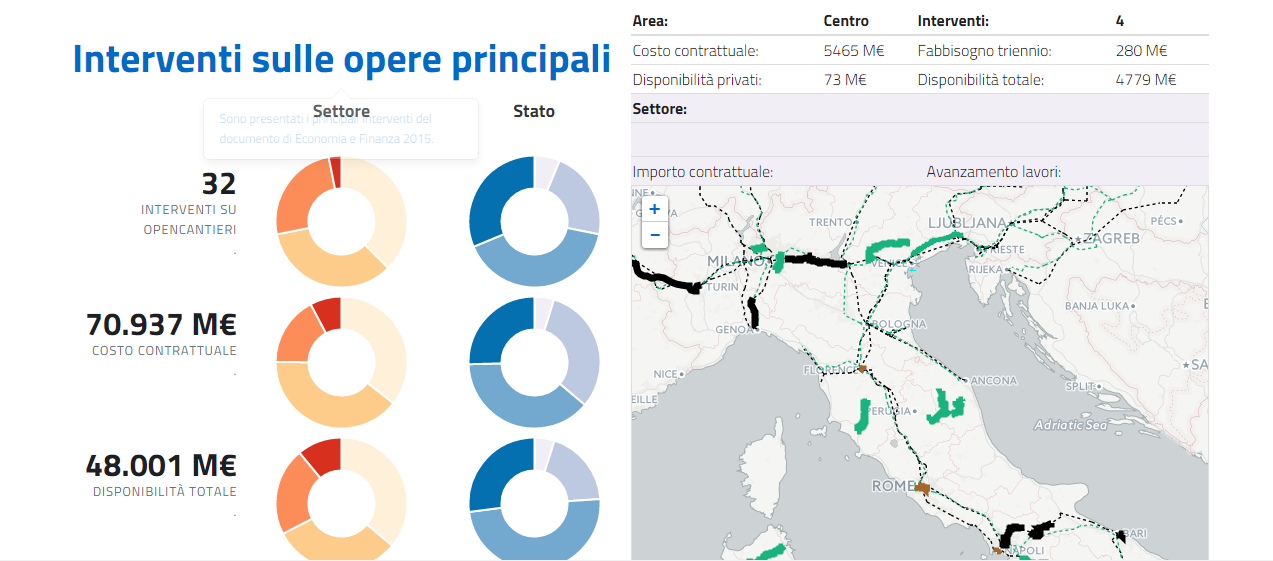 Interventi sulle opere principali
Settore
Stato
Sono presentati i principali interventi del
documento di Economia e Finanza 2015.
32
INTERVENTI SU
OPENCANTIERI
.
70.937 M€
COSTO CONTRATTUALE
.
48.001 M€
DISPONIBILITÀ TOTALE
.
Area: Centro Interventi: 4
Costo contrattuale: 5465 M€ Fabbisogno triennio: 280 M€
Disponibilità privati: 73 M€ Disponibilità totale: 4779 M€
Settore:
Importo contrattuale: Avanzamento lavori:
+
−
TRENTO
LJUBLJANA
PÉCS
ZAGREB
MILANO
VENICE
RIJEKA
TURIN
BANJA LUKA
GENOA
BOLOGNA
NICE
FLORENCE
ANCONA
SPLIT
PERUGIA
Adriatic Sea
ROME
BARI
NAPOLI